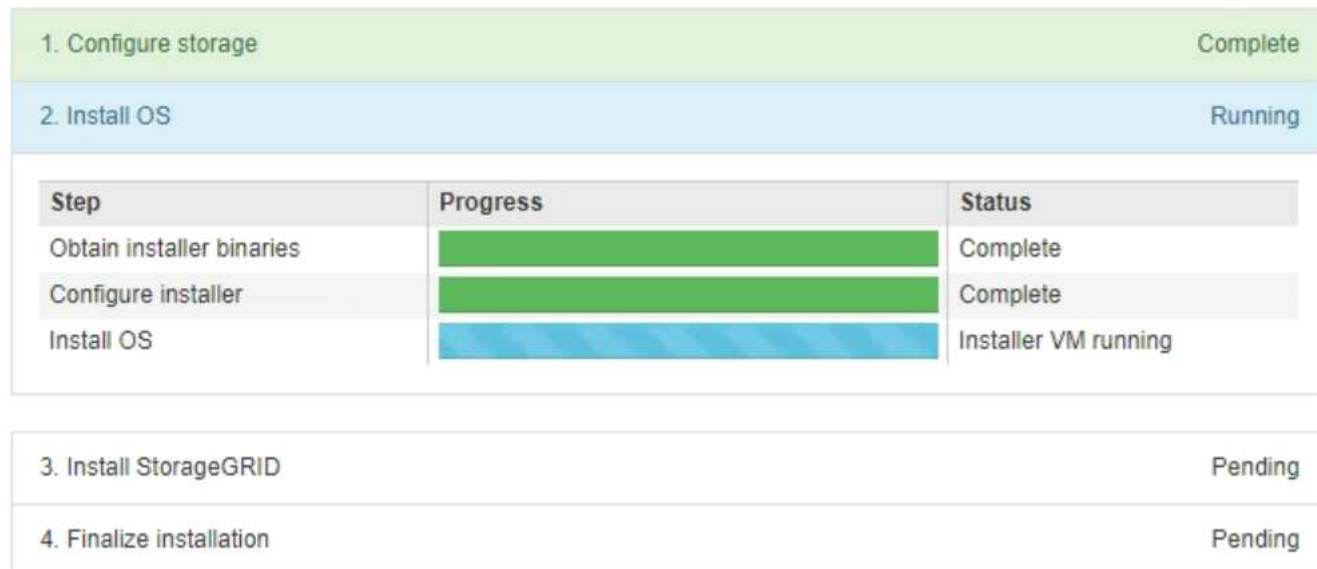 1. Configure storage Complete
2. Install OS Running
Step Progress Status
Obtain installer binaries Complete
Configure installer Complete
Install OS Installer VM running
3. Install StorageGRID Pending
4. Finalize installation Pending